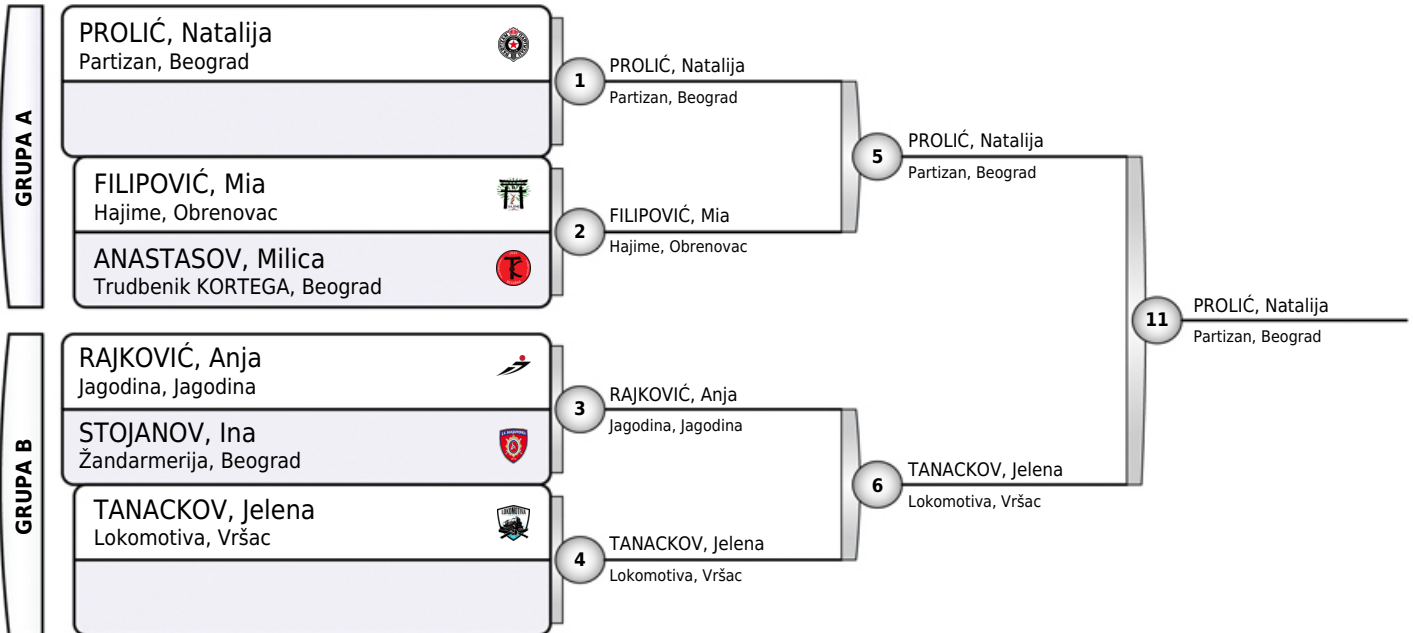 GRUPA A
PROLIĆ, Natalija
Partizan, Beograd
FILIPOVIĆ, Mia
Hajime, Obrenovac
ANASTASOV, Milica
Trudbenik KORTEGA, Beograd
GRUPA B
RAJKOVIĆ, Anja
Jagodina, Jagodina
STOJANOV, Ina
Žandarmerija, Beograd
TANACKOV, Jelena
Lokomotiva, Vršac
1
PROLIĆ, Natalija
Partizan, Beograd
2
FILIPOVIĆ, Mia
Hajime, Obrenovac
3
RAJKOVIĆ, Anja
Jagodina, Jagodina
4
TANACKOV, Jelena
Lokomotiva, Vršac
5
PROLIĆ, Natalija
Partizan, Beograd
6
TANACKOV, Jelena
Lokomotiva, Vršac
11
PROLIĆ, Natalija
Partizan, Beograd